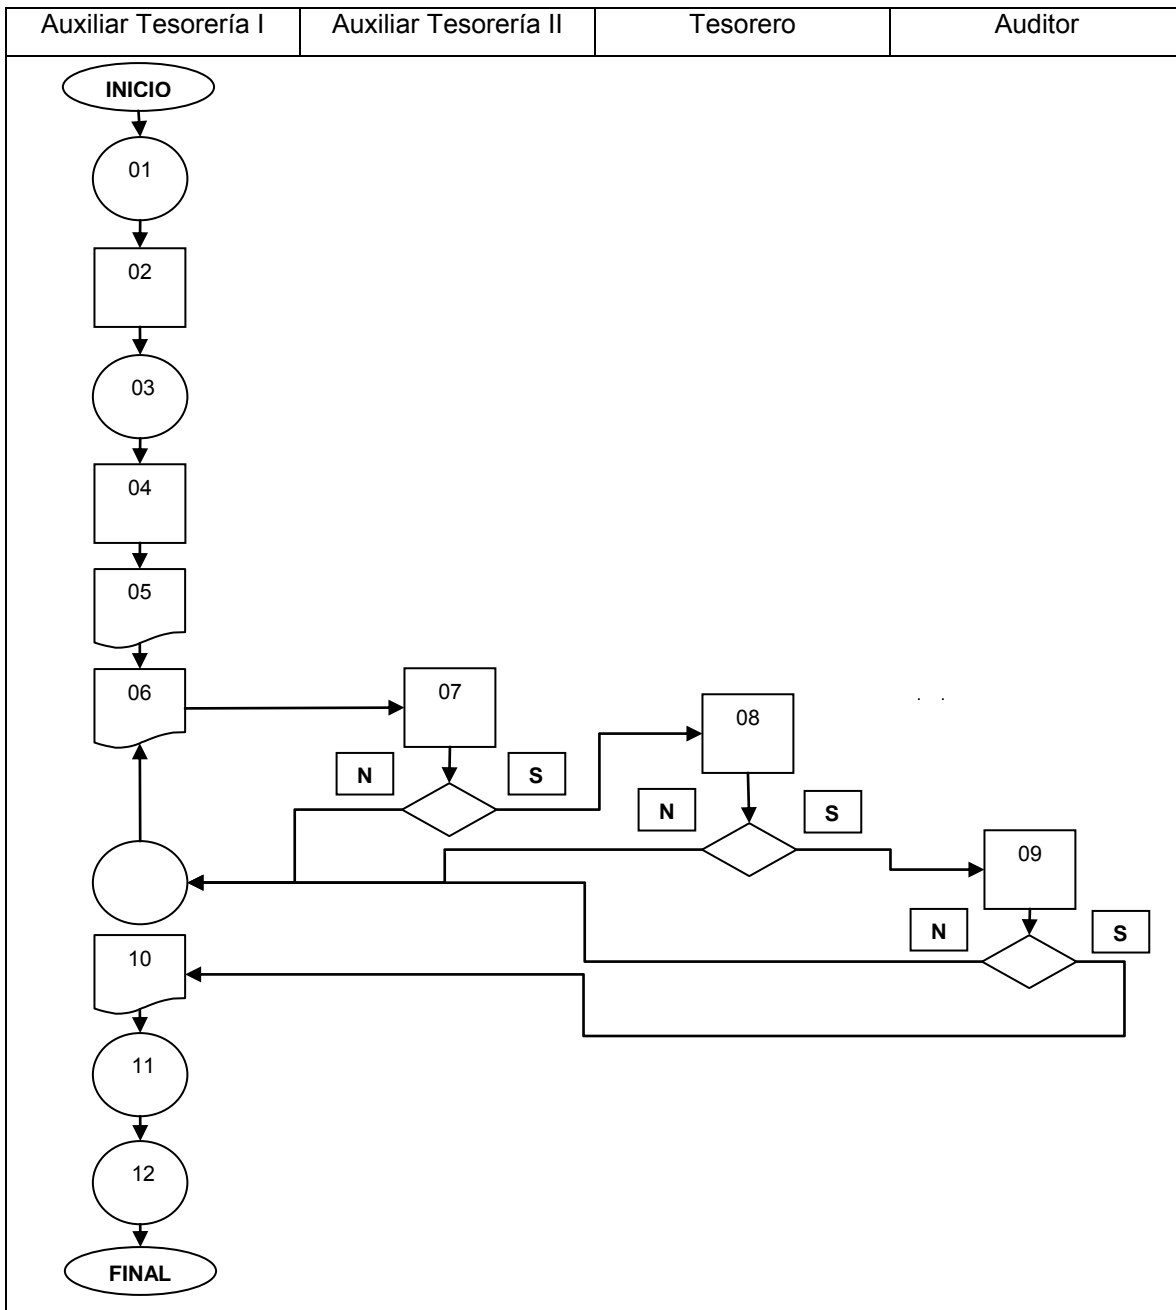 Auxiliar Tesorería I
Auxiliar Tesorería II
Tesorero
Auditor
INICIO
01
02
03
04
05
06
07
08
N
S
N
S
09
N
S
10
11
12
FINAL